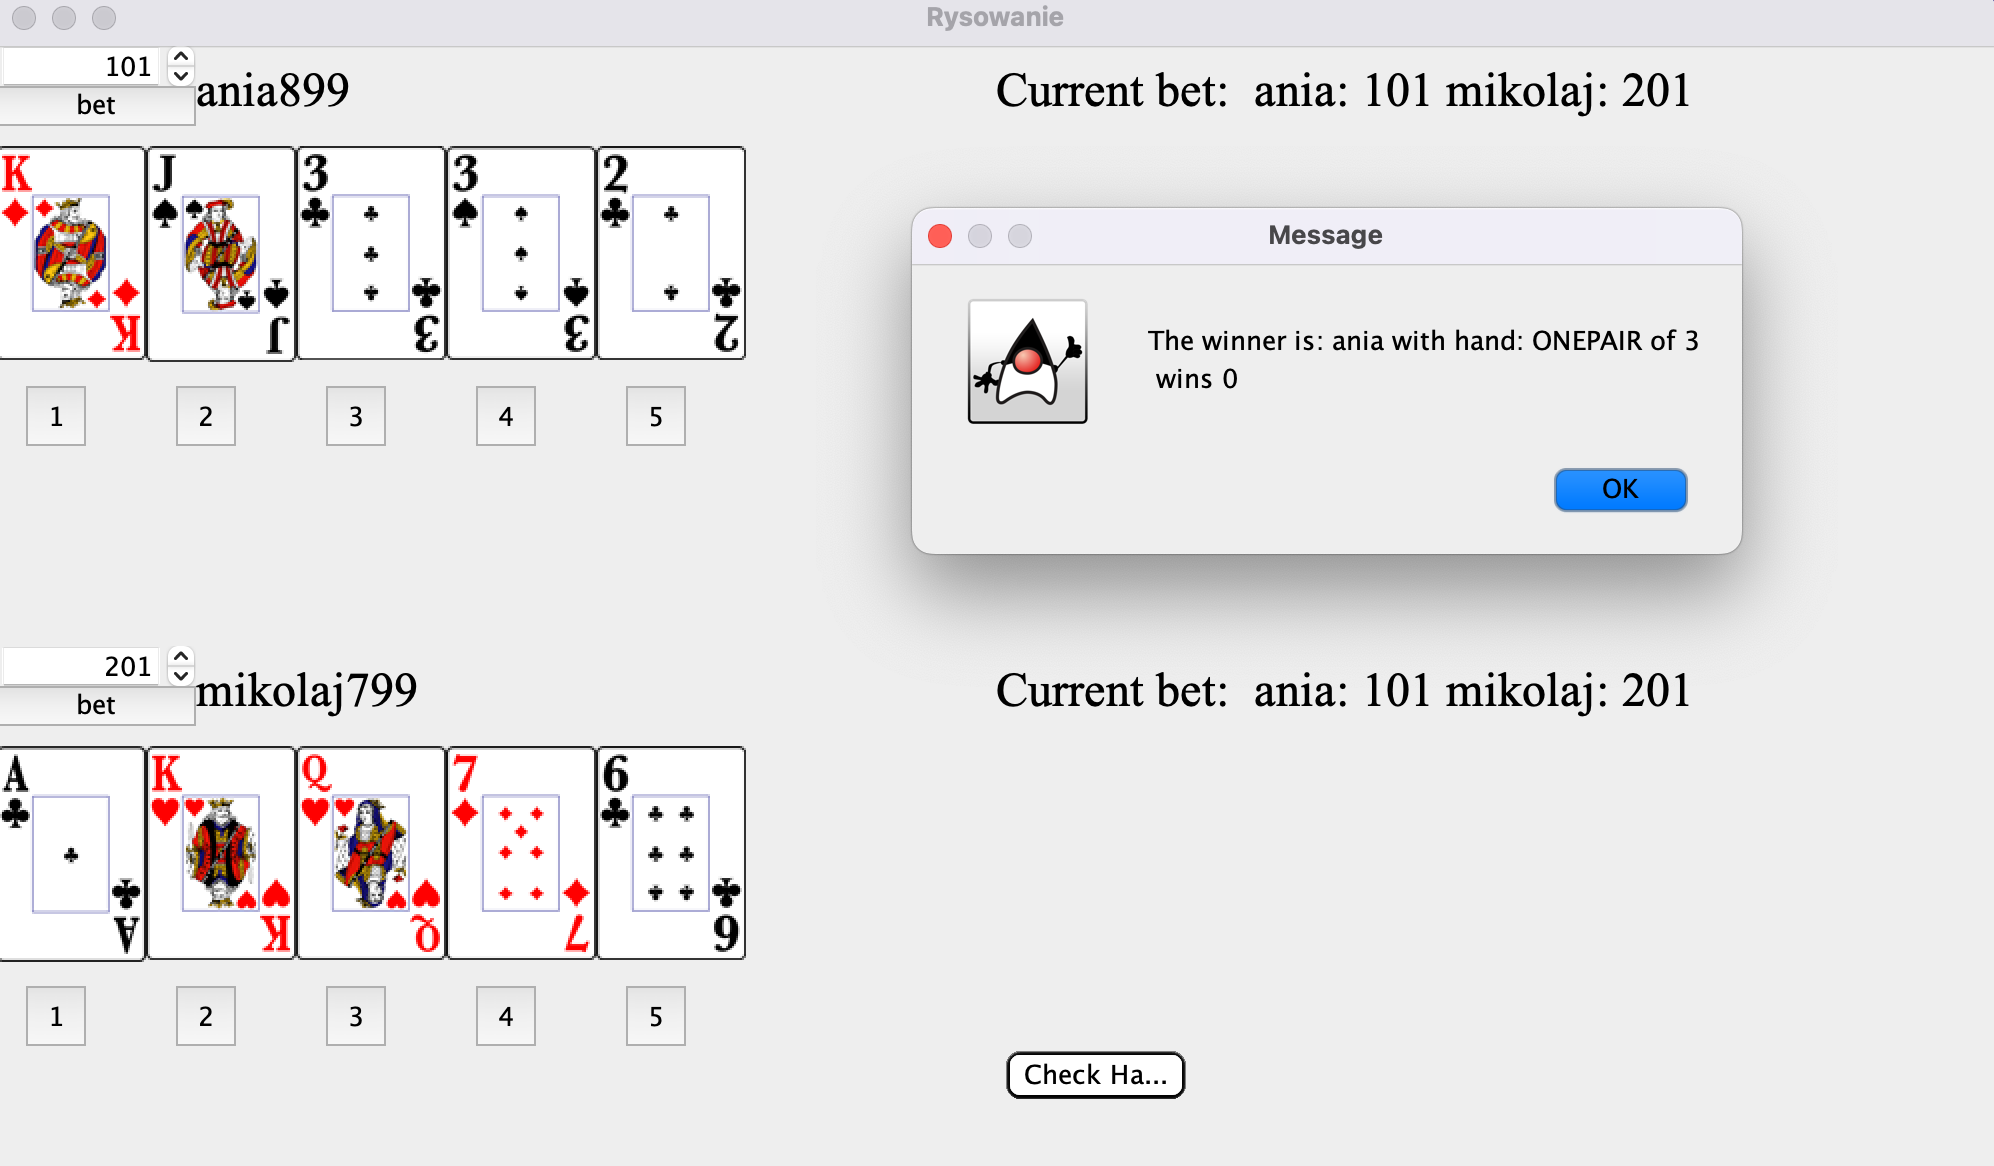 Rysowanie
101
bet
ania899
Current bet:  ania: 101 mikolaj: 201
K J 3 3 2
K J 3 3 2
1 2 3 4 5
Message
The winner is: ania with hand: ONEPAIR of 3
wins 0
OK
201
bet
mikolaj799
Current bet:  ania: 101 mikolaj: 201
A K Q 7 6
A K Q 7 6
1 2 3 4 5
Check Ha...